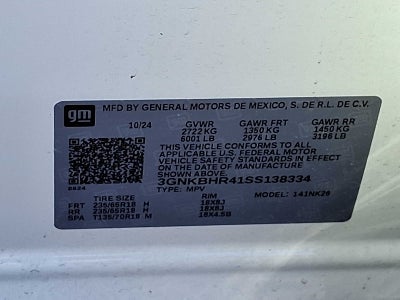 gm MFD BY GENERAL MOTORS DE MEXICO, S. DE R.L. DE C.V.
10/24 GVWR GAWR FRT GAWR RR
2722 KG 1350 KG 1450 KG
6001 LB 2976 LB 3196 LB
THIS VEHICLE CONFORMS TO ALL
APPLICABLE U.S. FEDERAL MOTOR VEHICLE
SAFETY STANDARDS IN EFFECT ON
THE DATE OF MANUFACTURE
SHOWN ABOVE
3GNKBHR41SS138334
TYPE: MPV MODEL: 141NK26
TIRE SIZE RIM
FRT 235/65R18 H 18X8J
RR 235/65R18 H 18X8J
SPA T135/70R18 M 18X4.5B